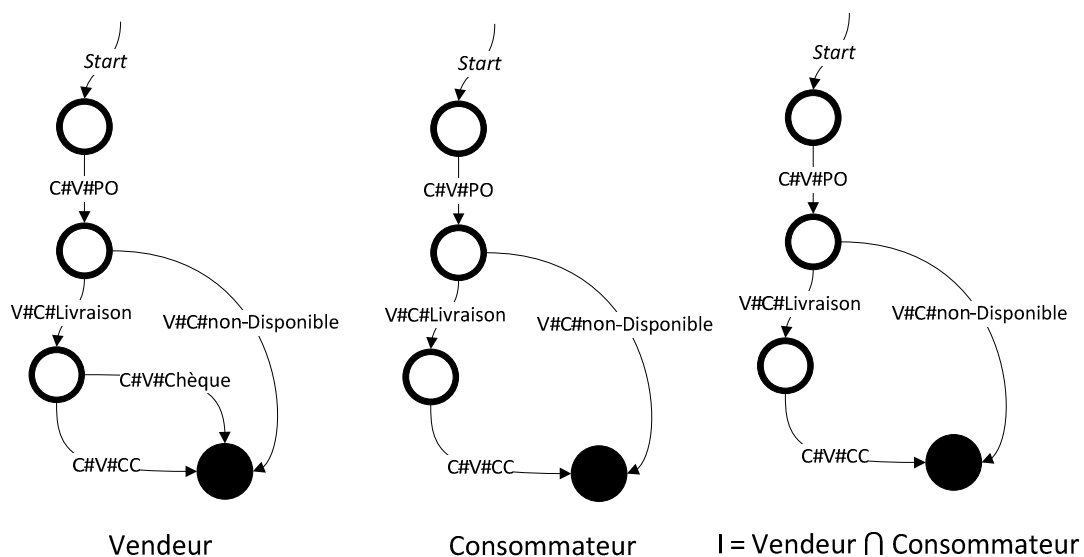 Start
C#V#PO
V#C#Livraison
V#C#non-Disponible
C#V#Chèque
C#V#CC
Vendeur
Start
C#V#PO
V#C#Livraison
V#C#non-Disponible
C#V#CC
Consommateur
Start
C#V#PO
V#C#Livraison
V#C#non-Disponible
C#V#CC
I = Vendeur ⋂ Consommateur